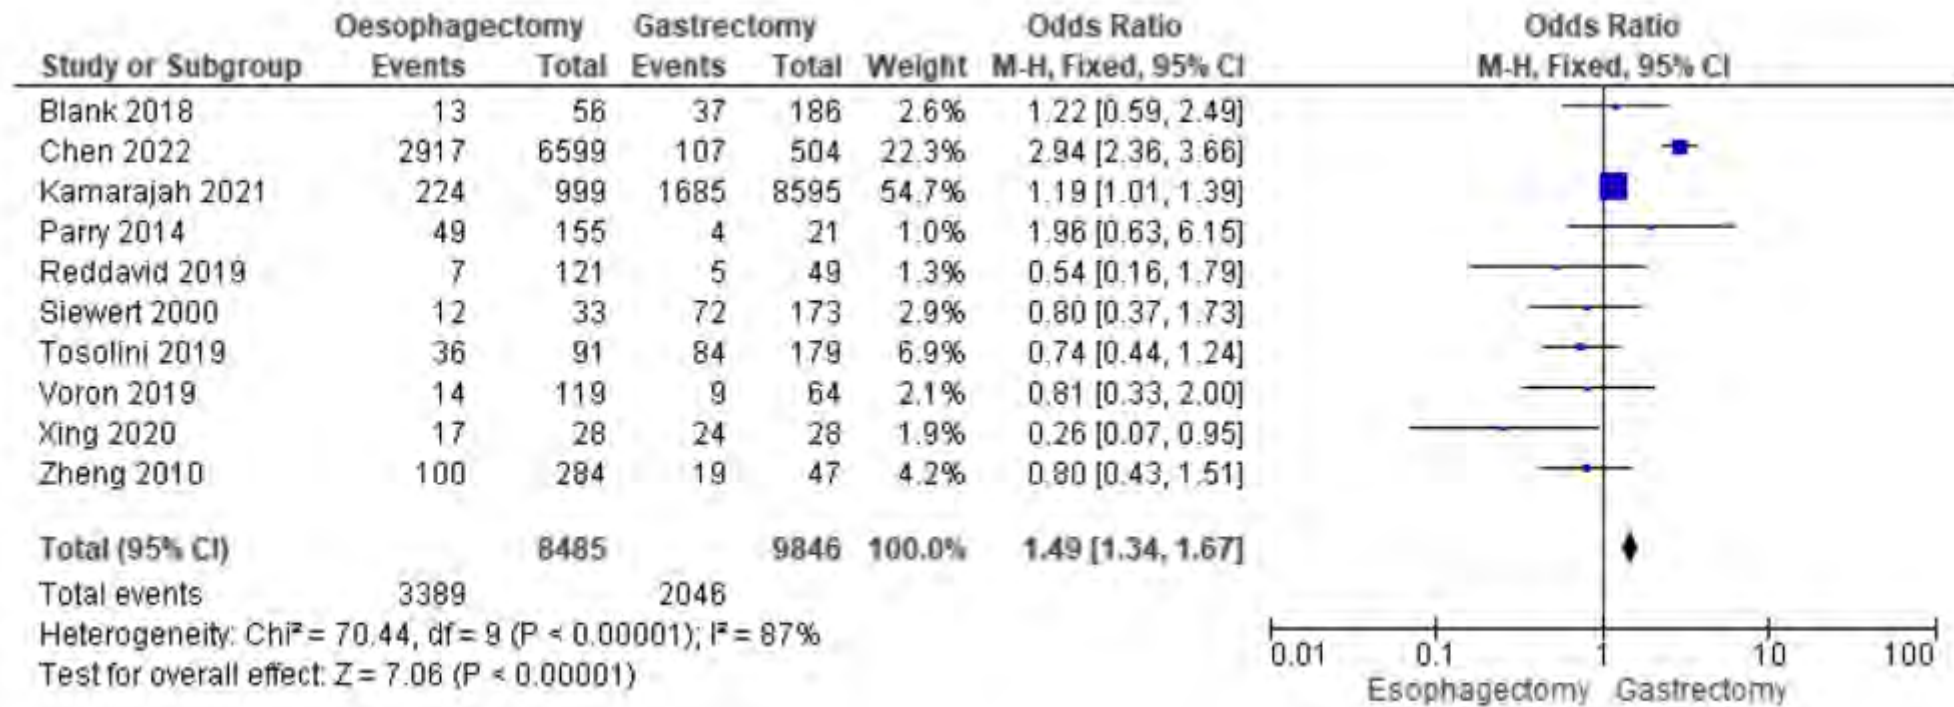 Oesophagectomy Gastrectomy Odds Ratio Odds Ratio
Study or Subgroup Events Total Events Total Weight M-H, Fixed, 95% CI M-H, Fixed, 95% CI
Blank 2018 13 56 37 186 2.6% 1.22 [0.59, 2.49]
Chen 2022 2917 6599 107 504 22.3% 2.94 [2.36, 3.66]
Kamarajah 2021 224 999 1685 8595 54.7% 1.19 [1.01, 1.39]
Parry 2014 49 155 4 21 1.0% 1.96 [0.63, 6.15]
Reddavid 2019 7 121 5 49 1.3% 0.54 [0.16, 1.79]
Siewert 2000 12 33 72 173 2.9% 0.80 [0.37, 1.73]
Tosolini 2019 36 91 84 179 6.9% 0.74 [0.44, 1.24]
Voron 2019 14 119 9 64 2.1% 0.81 [0.33, 2.00]
Xing 2020 17 28 24 28 1.9% 0.26 [0.07, 0.95]
Zheng 2010 100 284 19 47 4.2% 0.80 [0.43, 1.51]
Total (95% CI) 8485 9846 100.0% 1.49 [1.34, 1.67]
Total events 3389 2046
Heterogeneity: Chi² = 70.44, df = 9 (P < 0.00001); I² = 87%
Test for overall effect: Z = 7.06 (P < 0.00001)
0.01 0.1 1 10 100
Esophagectomy Gastrectomy